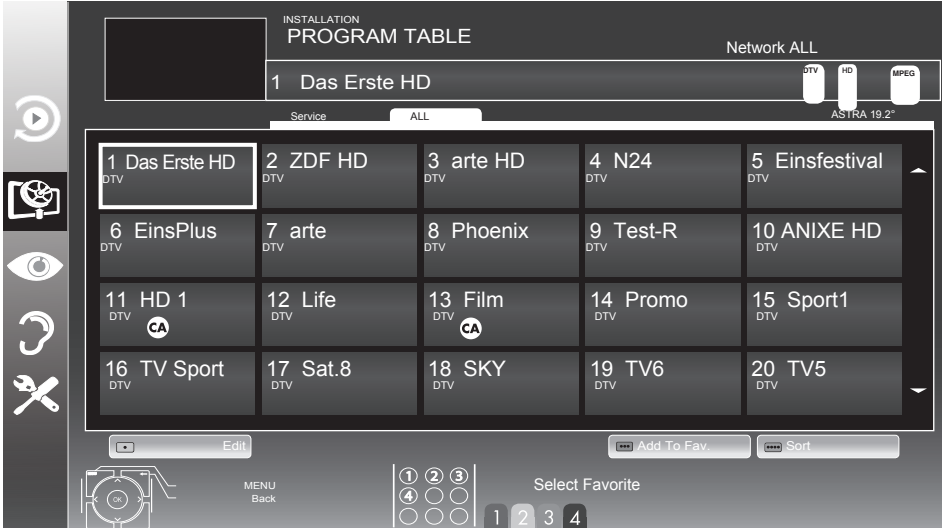 INSTALLATION
PROGRAM TABLE
Network ALL
1 Das Erste HD
DTV HD MPEG
Service ALL ASTRA 19.2°
1 Das Erste HD
DTV
2 ZDF HD
DTV
3 arte HD
DTV
4 N24
DTV
5 Einsfestival
DTV
6 EinsPlus
DTV
7 arte
DTV
8 Phoenix
DTV
9 Test-R
DTV
10 ANIXE HD
DTV
11 HD 1
DTV
CA
12 Life
DTV
13 Film
DTV
CA
14 Promo
DTV
15 Sport1
DTV
16 TV Sport
DTV
17 Sat.8
DTV
18 SKY
DTV
19 TV6
DTV
20 TV5
DTV
Edit
Add To Fav.
Sort
OK
MENU
Back
1 2 3
4
Select Favorite
1 2 3 4